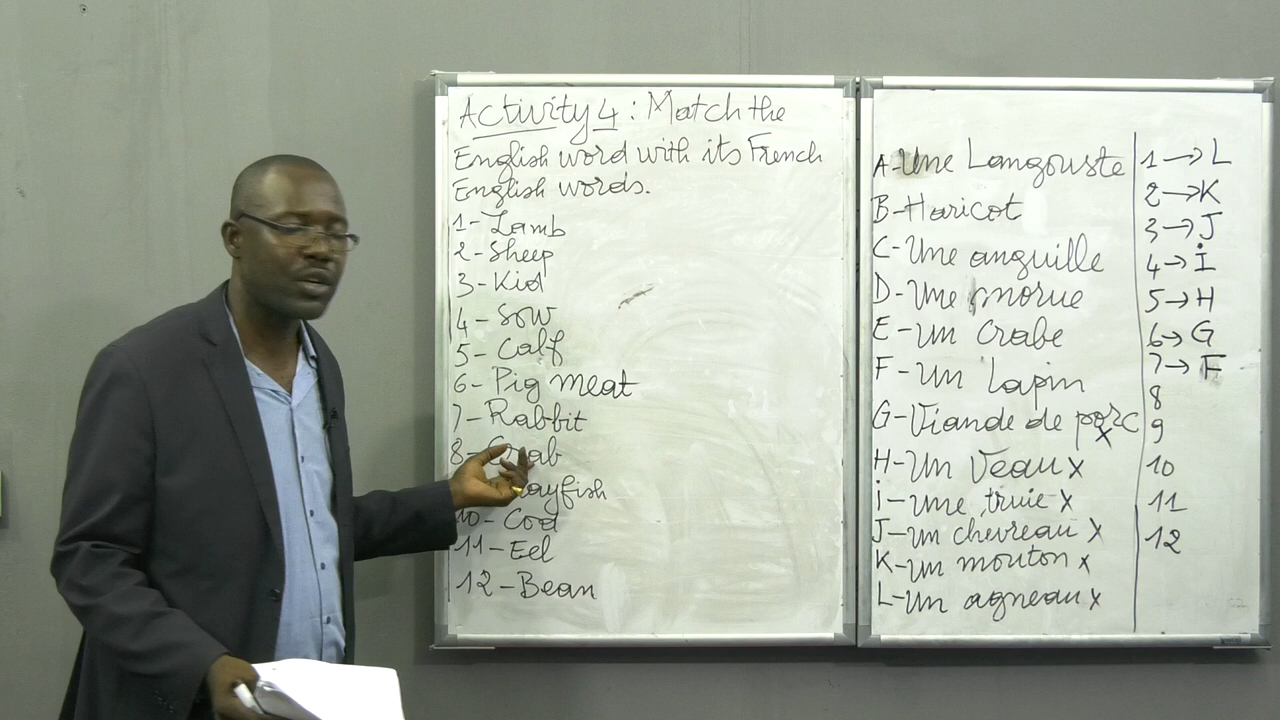 Activity 4 : Match the
English word with its French
English words.
1- Lamb
2- Sheep
3- Kid
4 - Sow
5 - Calf
6 - Pig meat
7 - Rabbit
8 - Crab
ayfish
10 - Cod
11 - Eel
12 - Bean
A - Une Langouste
B - Haricot
C - Une anguille
D - Une morue
E - Un Crabe
F - Un Lapin
G - Viande de porc x
H - Un Veau x
i - Une truie x
J - Un chevreau x
K - Un mouton x
L - Un agneau x
1 → L
2 → K
3 → J
4 → i
5 → H
6 → G
7 → F
8
9
10
11
12